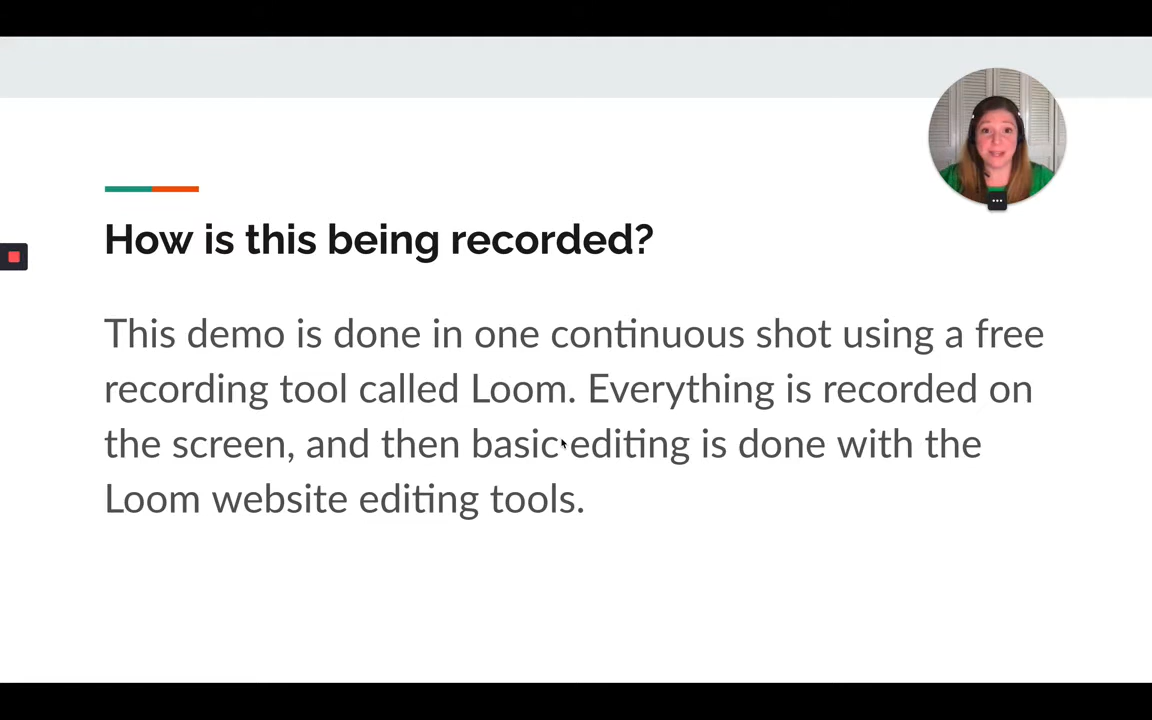 How is this being recorded?
This demo is done in one continuous shot using a free
recording tool called Loom. Everything is recorded on
the screen, and then basic editing is done with the
Loom website editing tools.